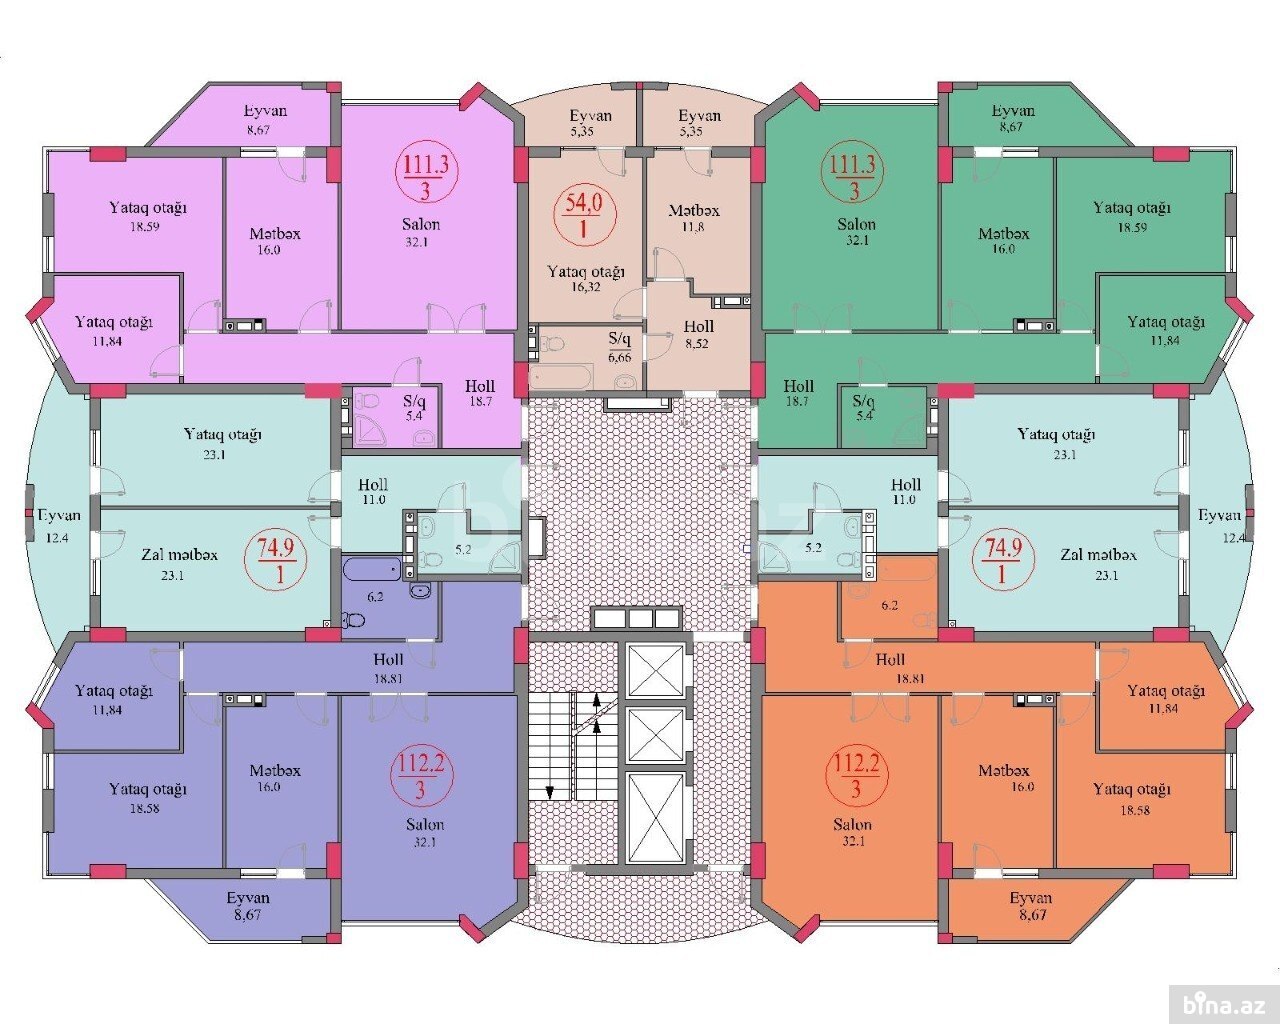 Eyvan
8,67
111.3
3
Salon
32.1
Yataq otağı
18.59
Mətbəx
16.0
Yataq otağı
11,84
Holl
18.7
S/q
5.4
Eyvan
5,35
Eyvan
5,35
54,0
1
Yataq otağı
16,32
Mətbəx
11,8
Holl
8,52
S/q
6,66
111.3
3
Salon
32.1
Eyvan
8,67
Mətbəx
16.0
Yataq otağı
18.59
Yataq otağı
11,84
Holl
18.7
S/q
5.4
Yataq otağı
23.1
Holl
11.0
Eyvan
12.4
Zal mətbəx
23.1
74.9
1
5.2
Yataq otağı
23.1
Holl
11.0
Eyvan
12.4
74.9
1
Zal mətbəx
23.1
5.2
6.2
Holl
18.81
Yataq otağı
11,84
Yataq otağı
18.58
Mətbəx
16.0
112.2
3
Salon
32.1
Eyvan
8,67
6.2
Holl
18.81
Yataq otağı
11,84
112.2
3
Salon
32.1
Mətbəx
16.0
Yataq otağı
18.58
Eyvan
8,67
bina.az
bina.az